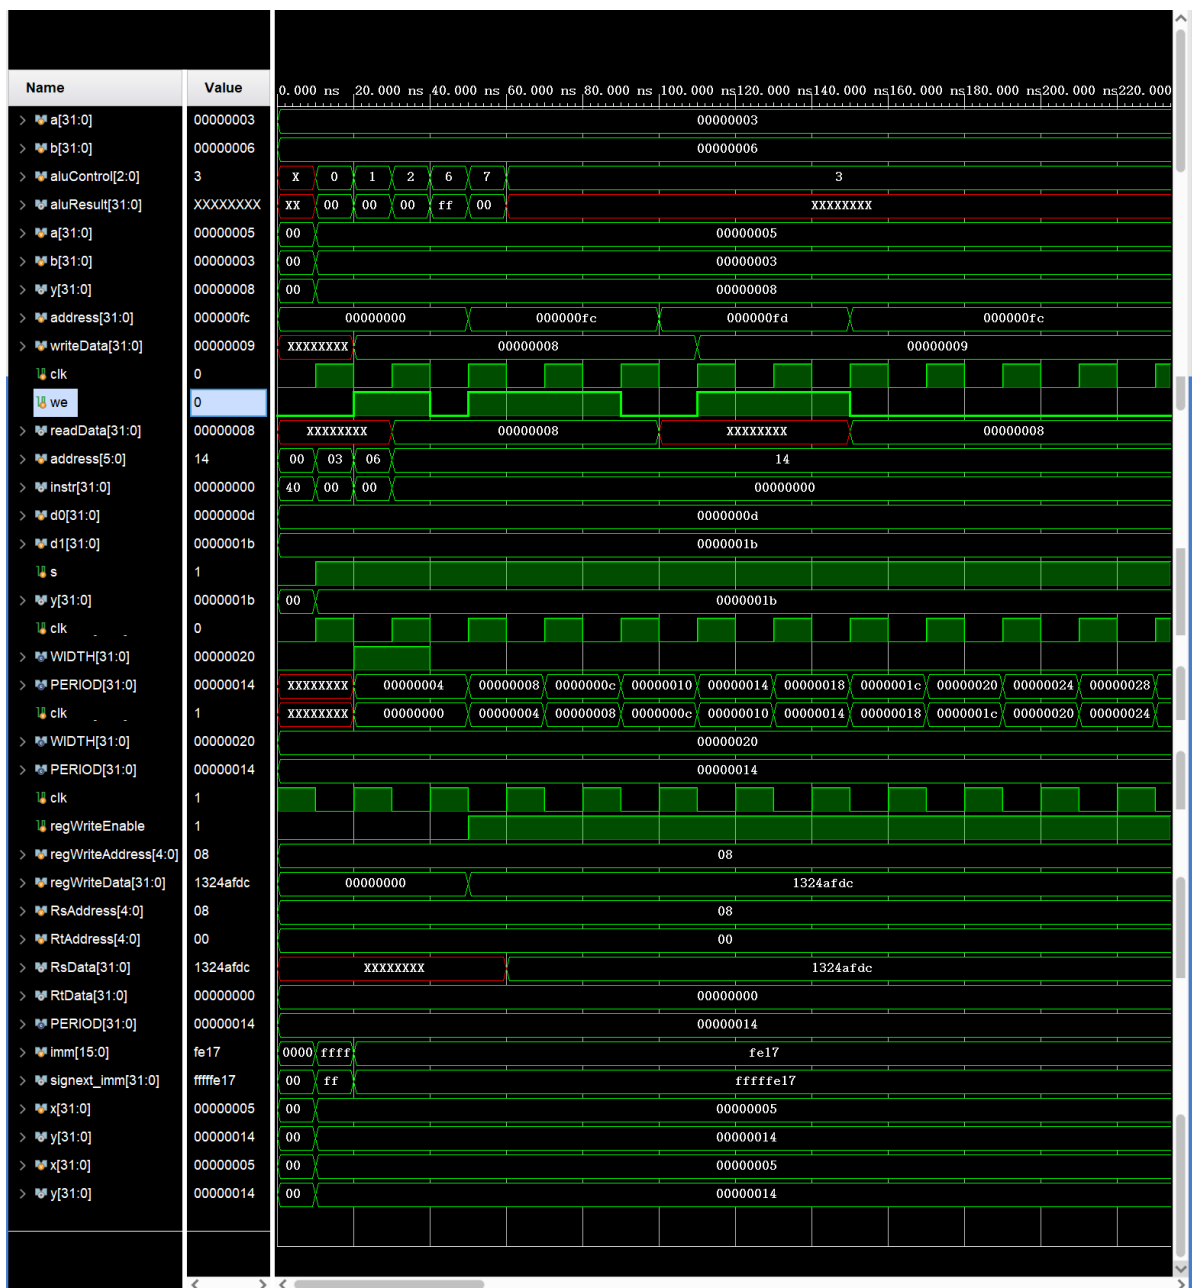 Name Value 0.000 ns 20.000 ns 40.000 ns 60.000 ns 80.000 ns 100.000 ns 120.000 ns 140.000 ns 160.000 ns 180.000 ns 200.000 ns 220.000
a[31:0] 00000003 00000003
b[31:0] 00000006 00000006
aluControl[2:0] 3 X 0 1 2 6 7 3
aluResult[31:0] XXXXXXXX XX 00 00 00 ff 00 XXXXXXXX
a[31:0] 00000005 00 00000005
b[31:0] 00000003 00 00000003
y[31:0] 00000008 00 00000008
address[31:0] 000000fc 00000000 000000fc 000000fd 000000fc
writeData[31:0] 00000009 XXXXXXXX 00000008 00000009
clk 0
we 0
readData[31:0] 00000008 XXXXXXXX 00000008 XXXXXXXX 00000008
address[5:0] 14 00 03 06 14
instr[31:0] 00000000 40 00 00 00000000
d0[31:0] 0000000d 0000000d
d1[31:0] 0000001b 0000001b
s 1
y[31:0] 0000001b 00 0000001b
clk 0
WIDTH[31:0] 00000020
PERIOD[31:0] 00000014 XXXXXXXX 00000004 00000008 0000000c 00000010 00000014 00000018 0000001c 00000020 00000024 00000028
clk 1 XXXXXXXX 00000000 00000004 00000008 0000000c 00000010 00000014 00000018 0000001c 00000020 00000024
WIDTH[31:0] 00000020 00000020
PERIOD[31:0] 00000014 00000014
clk 1
regWriteEnable 1
regWriteAddress[4:0] 08 08
regWriteData[31:0] 1324afdc 00000000 1324afdc
RsAddress[4:0] 08 08
RtAddress[4:0] 00 00
RsData[31:0] 1324afdc XXXXXXXX 1324afdc
RtData[31:0] 00000000 00000000
PERIOD[31:0] 00000014 00000014
imm[15:0] fe17 0000 ffff fe17
signext_imm[31:0] fffffe17 00 ff fffffe17
x[31:0] 00000005 00 00000005
y[31:0] 00000014 00 00000014
x[31:0] 00000005 00 00000005
y[31:0] 00000014 00 00000014